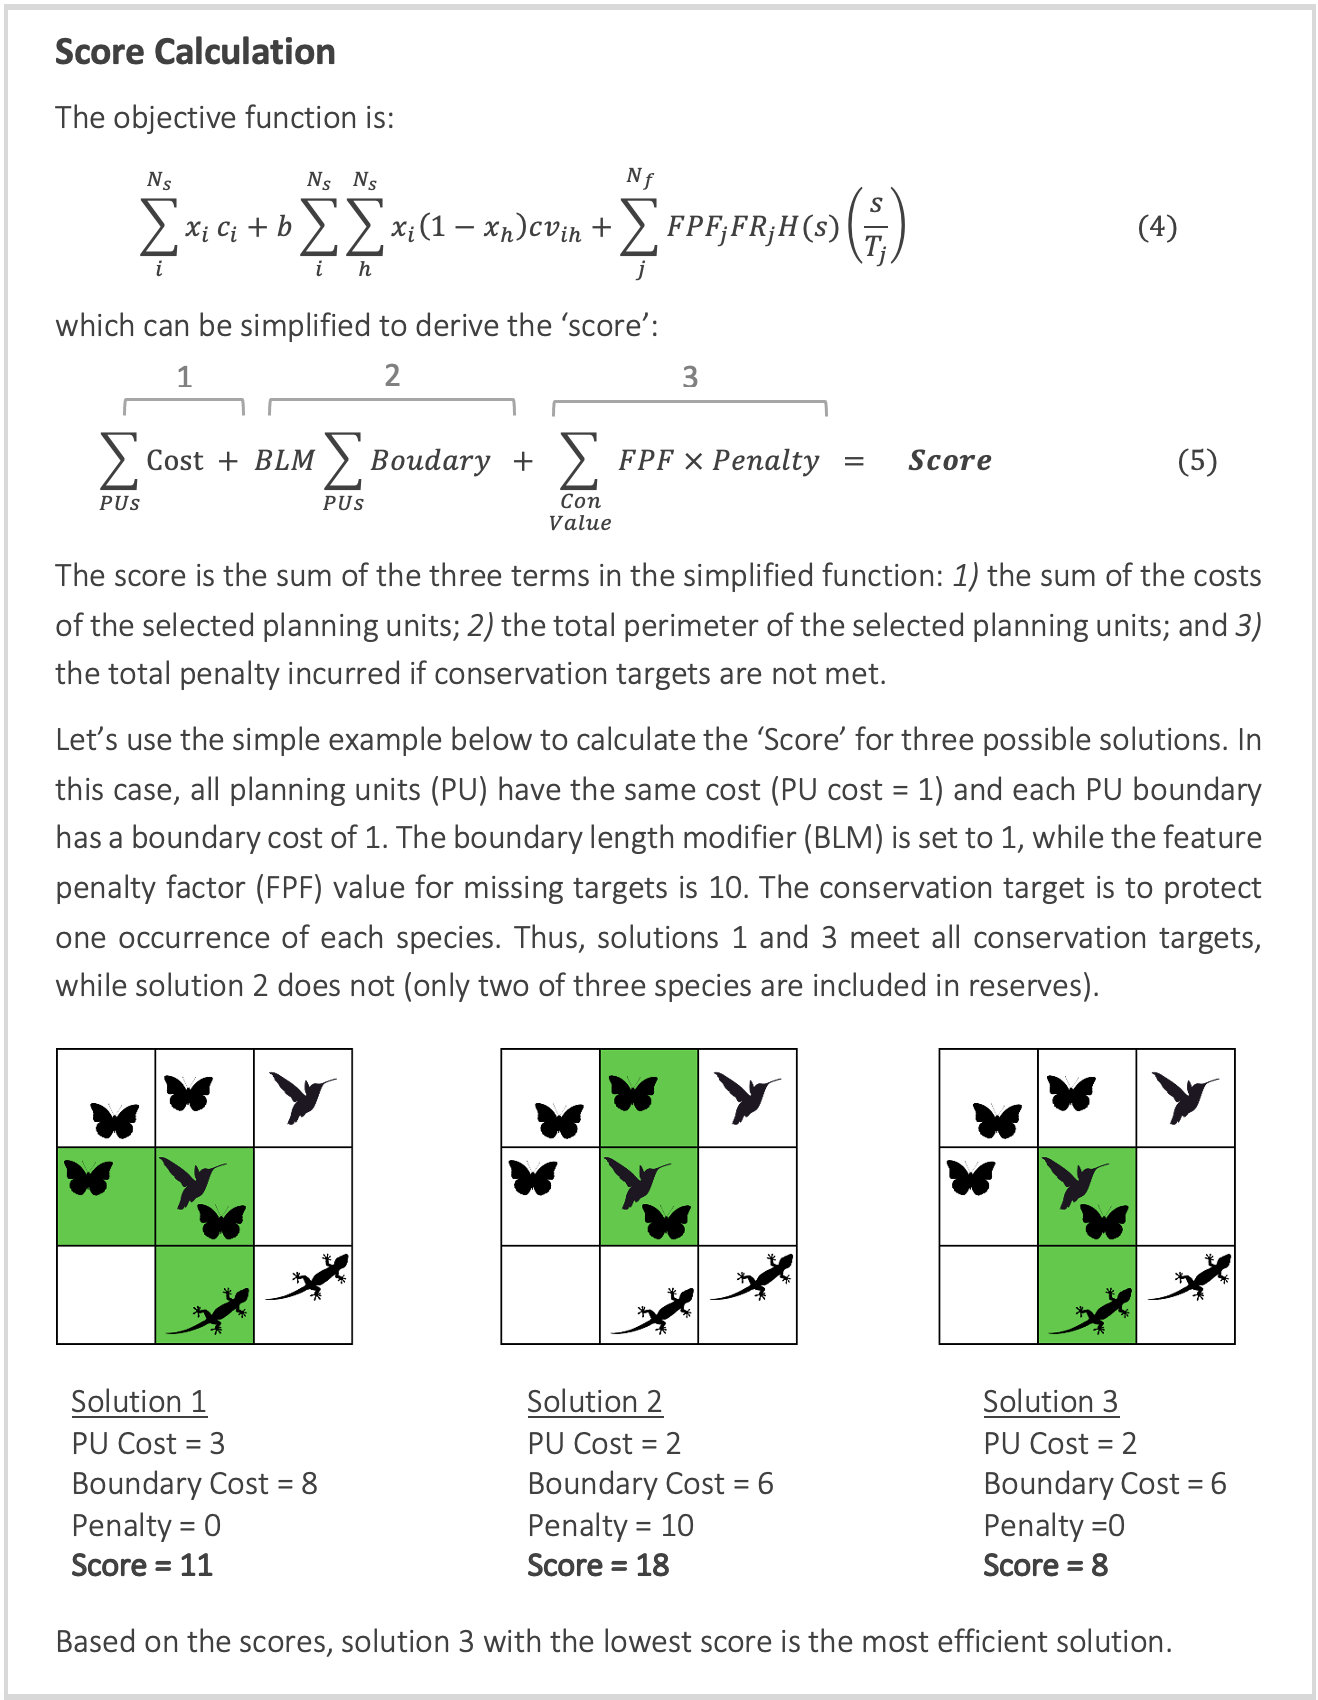 Score Calculation
The objective function is:
\sum_{i}^{N_s} x_i c_i + b \sum_{i}^{N_s} \sum_{h}^{N_s} x_i (1 − x_h) cv_{ih} + \sum_{j}^{N_f} FPF_j FR_j H(s) \left( \frac{s}{T_j} \right) (4)
which can be simplified to derive the ‘score’:
1 2 3
\sum_{PUs} Cost + BLM \sum_{PUs} Boudary + \sum_{Con Value} FPF × Penalty = Score (5)
The score is the sum of the three terms in the simplified function: 1) the sum of the costs
of the selected planning units; 2) the total perimeter of the selected planning units; and 3)
the total penalty incurred if conservation targets are not met.
Let’s use the simple example below to calculate the ‘Score’ for three possible solutions. In
this case, all planning units (PU) have the same cost (PU cost = 1) and each PU boundary
has a boundary cost of 1. The boundary length modifier (BLM) is set to 1, while the feature
penalty factor (FPF) value for missing targets is 10. The conservation target is to protect
one occurrence of each species. Thus, solutions 1 and 3 meet all conservation targets,
while solution 2 does not (only two of three species are included in reserves).
Solution 1
PU Cost = 3
Boundary Cost = 8
Penalty = 0
Score = 11
Solution 2
PU Cost = 2
Boundary Cost = 6
Penalty = 10
Score = 18
Solution 3
PU Cost = 2
Boundary Cost = 6
Penalty =0
Score = 8
Based on the scores, solution 3 with the lowest score is the most efficient solution.